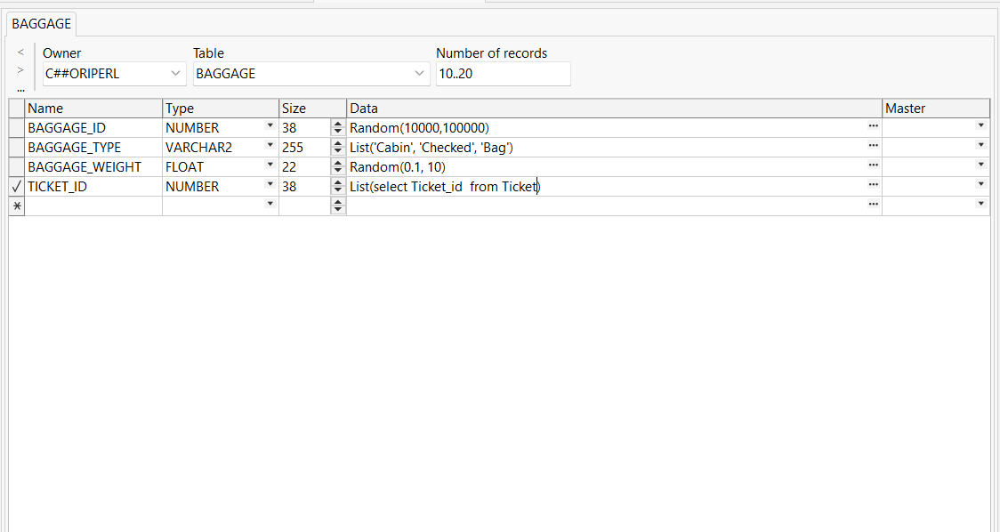 BAGGAGE
< Owner Table Number of records
> C##ORIPERL BAGGAGE 10..20
...
Name Type Size Data Master
BAGGAGE_ID NUMBER 38 Random(10000,100000) ...
BAGGAGE_TYPE VARCHAR2 255 List('Cabin', 'Checked', 'Bag') ...
BAGGAGE_WEIGHT FLOAT 22 Random(0.1, 10) ...
✓ TICKET_ID NUMBER 38 List(select Ticket_id  from Ticket) ...
* ...